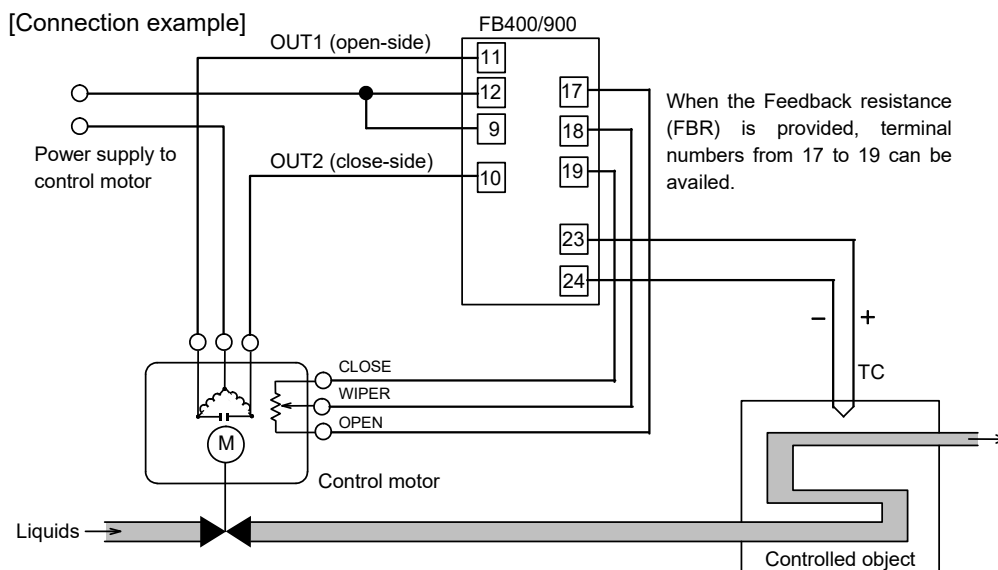 [Connection example]
FB400/900
OUT1 (open-side)
11
12
9
10
17
18
19
23
24
When the Feedback resistance
(FBR) is provided, terminal
numbers from 17 to 19 can be
availed.
Power supply to
control motor
OUT2 (close-side)
– +
TC
CLOSE
WIPER
OPEN
M
Control motor
Liquids
Controlled object